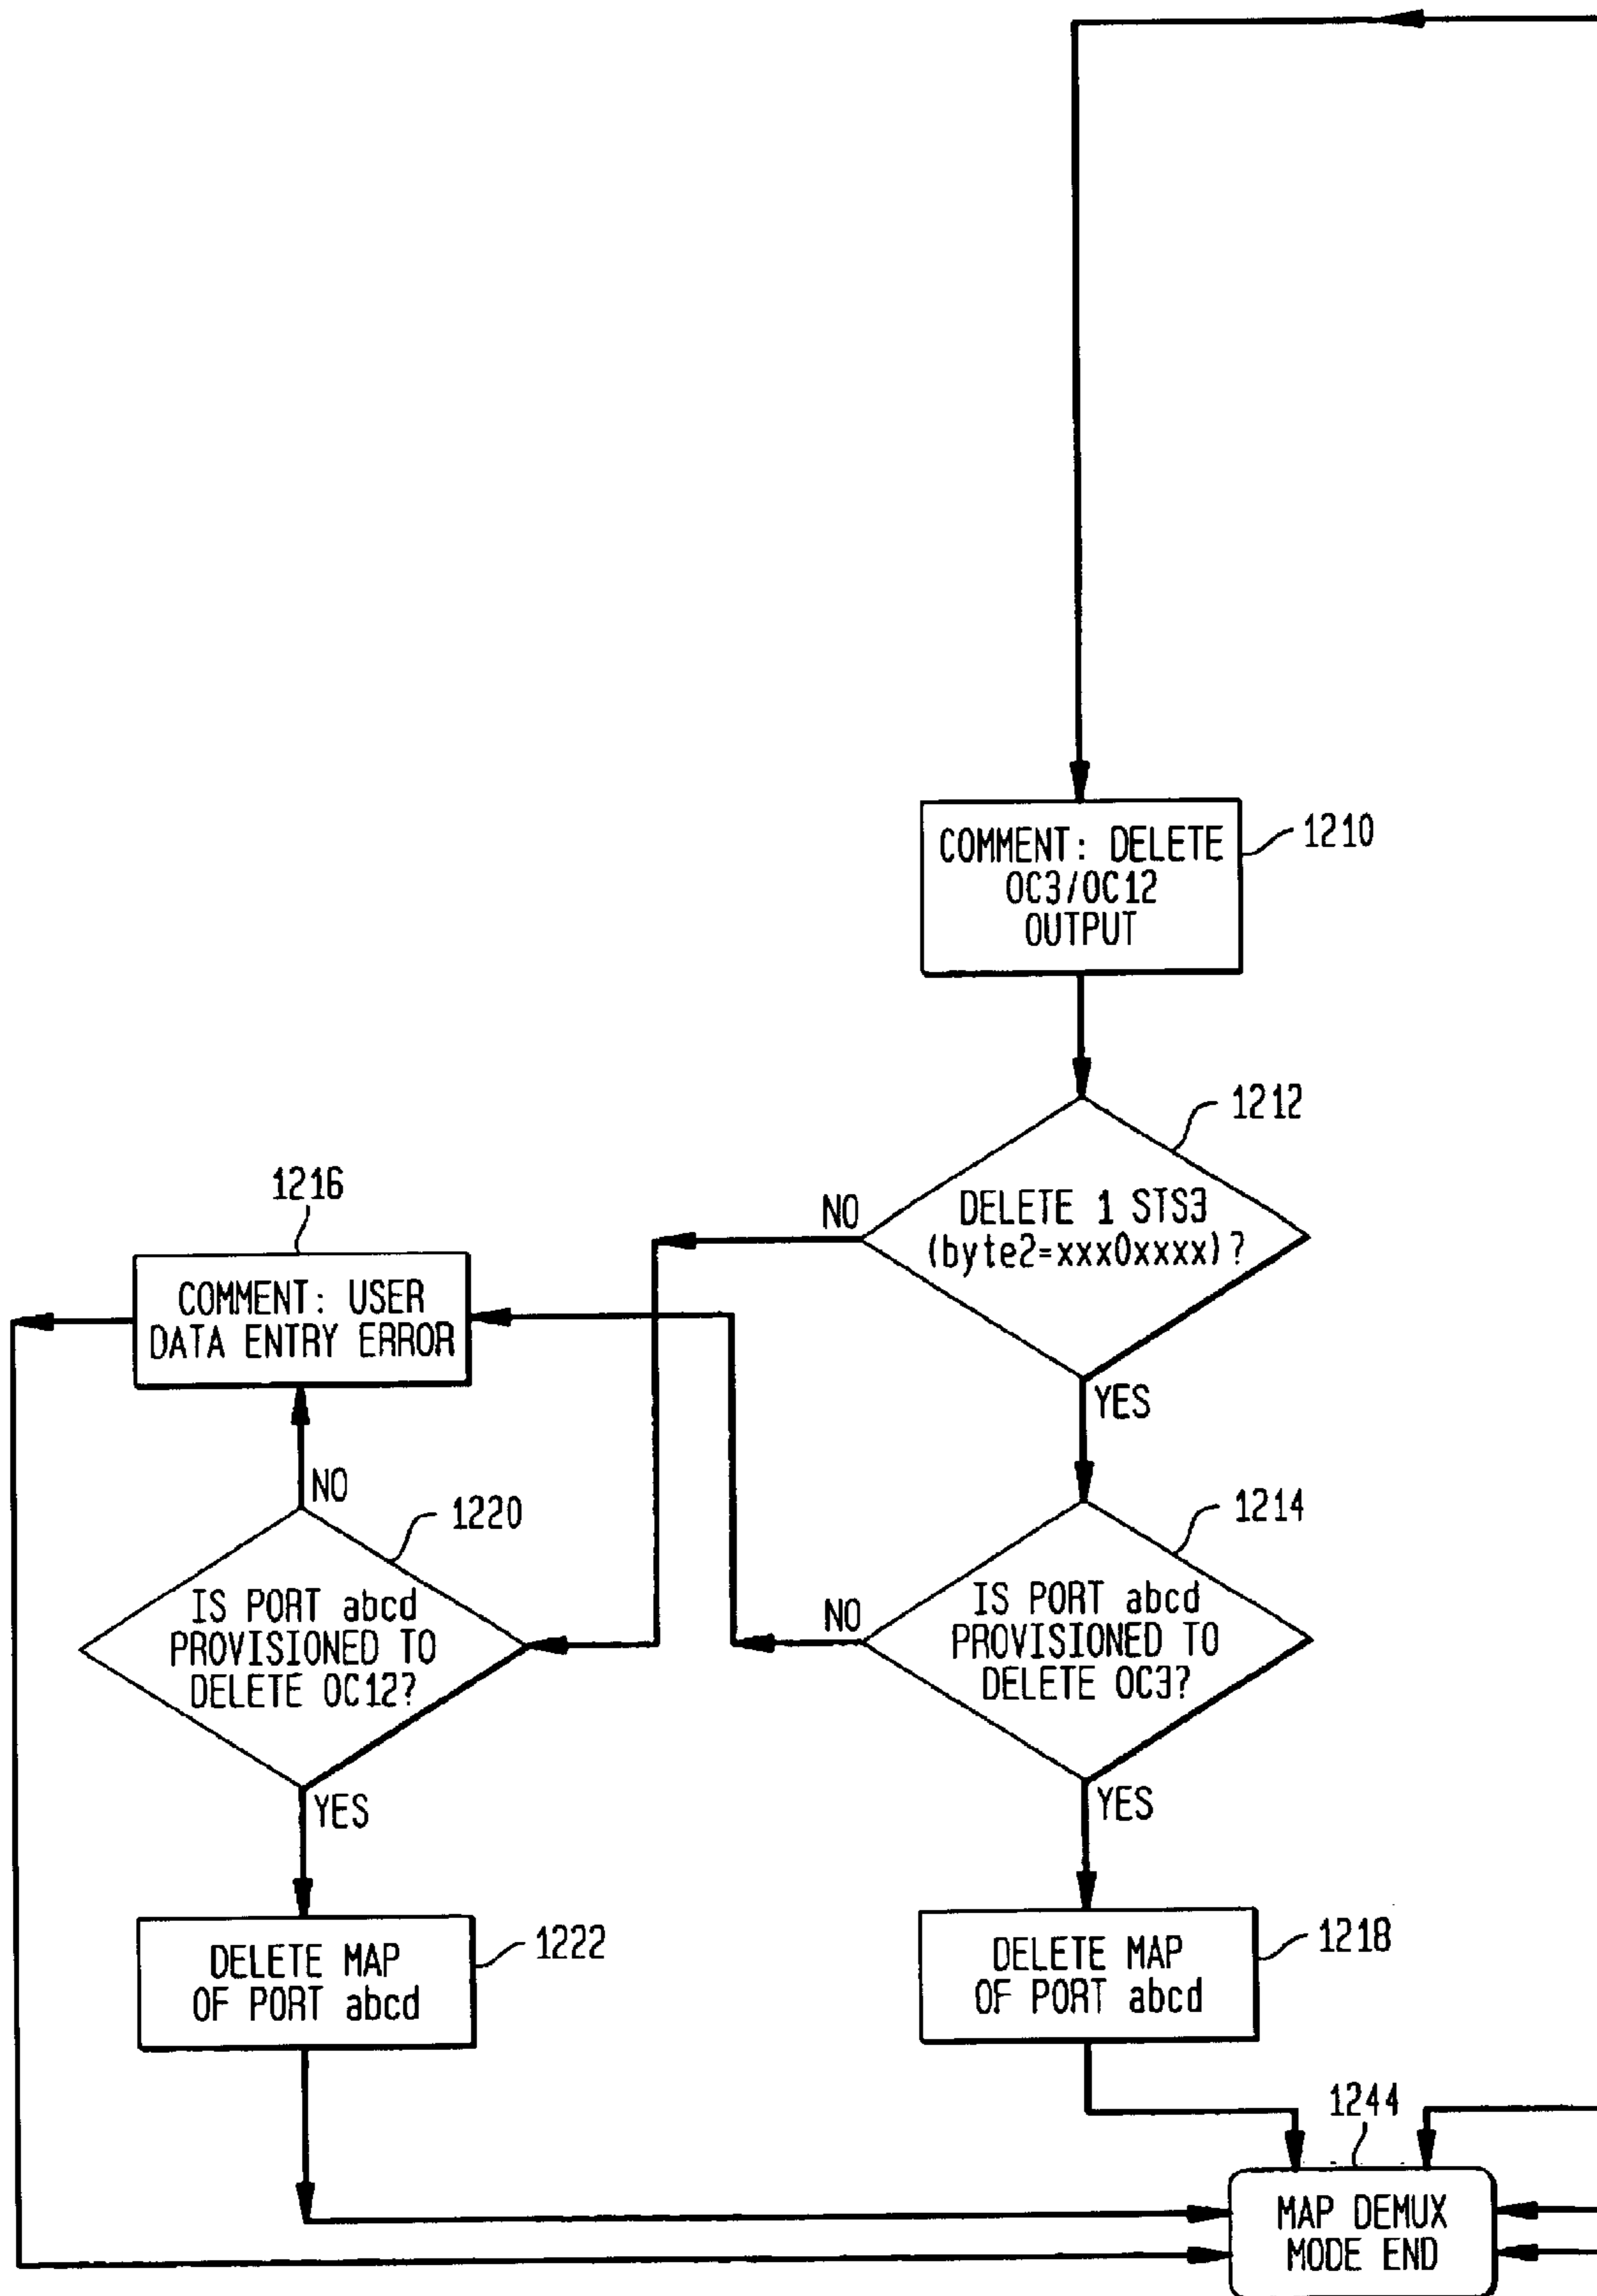 COMMENT: DELETE
OC3/OC12
OUTPUT
1210
1212
DELETE 1 STS3
(byte2=xxx0xxxx)?
NO
YES
1216
COMMENT: USER
DATA ENTRY ERROR
NO
1220
IS PORT abcd
PROVISIONED TO
DELETE OC12?
YES
1214
IS PORT abcd
PROVISIONED TO
DELETE OC3?
NO
YES
DELETE MAP
OF PORT abcd
1222
DELETE MAP
OF PORT abcd
1218
1244
MAP DEMUX
MODE END